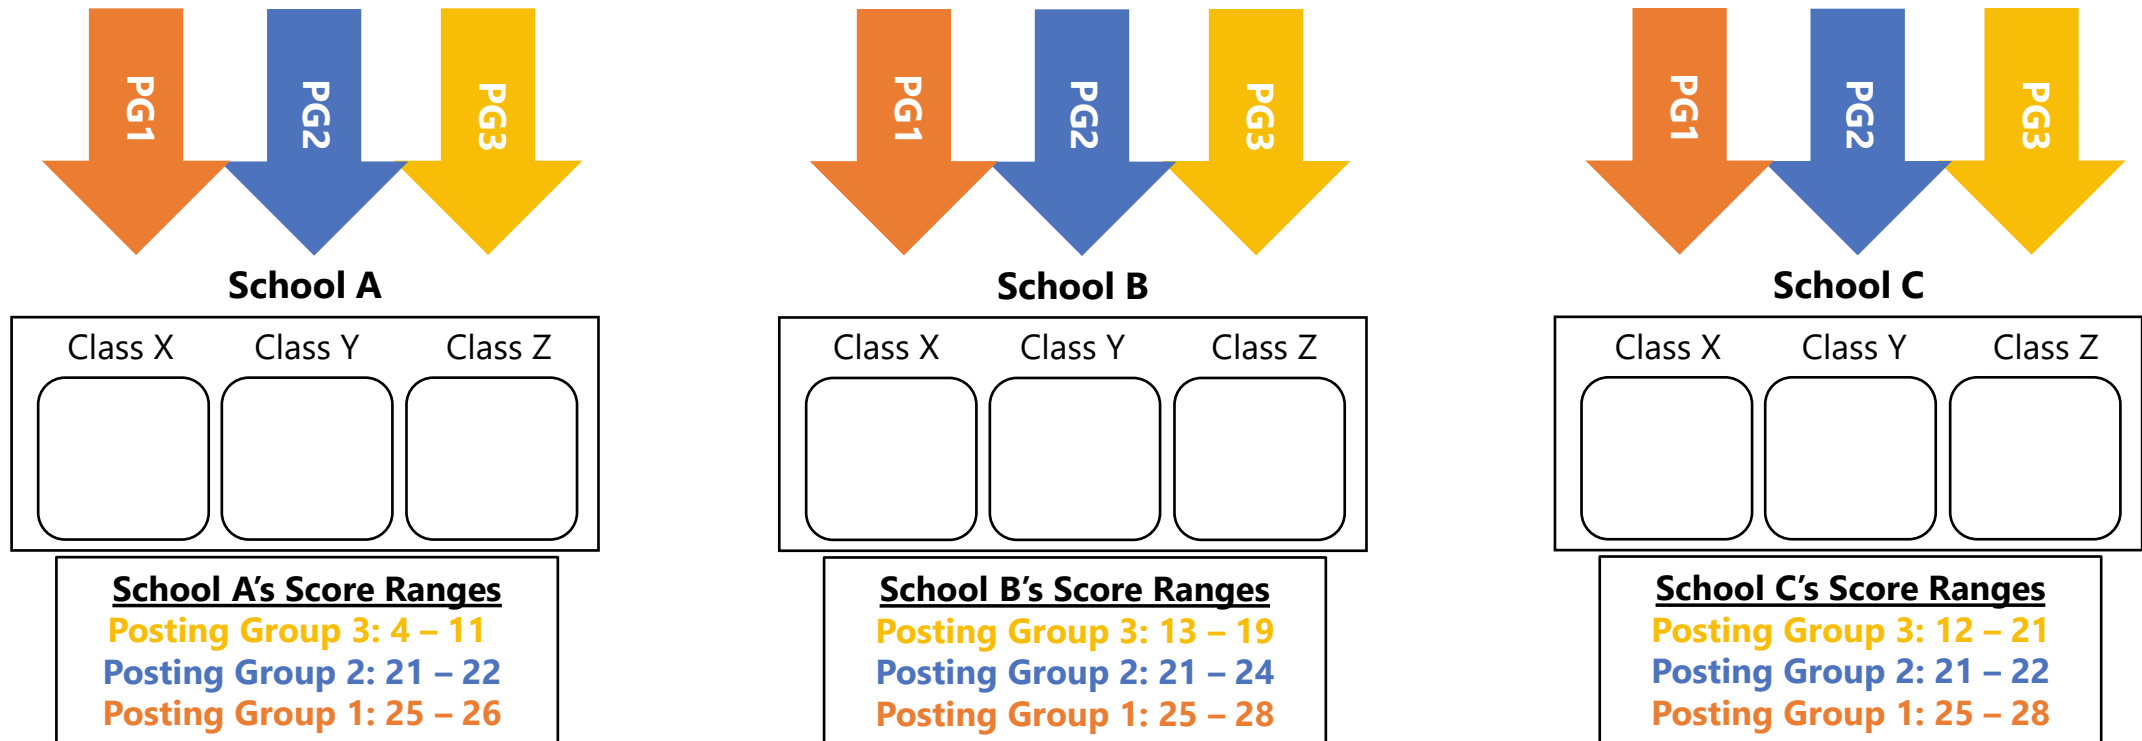 PG1
PG2
PG3
School A
Class X
Class Y
Class Z
School A's Score Ranges
Posting Group 3: 4 – 11
Posting Group 2: 21 – 22
Posting Group 1: 25 – 26
PG1
PG2
PG3
School B
Class X
Class Y
Class Z
School B's Score Ranges
Posting Group 3: 13 – 19
Posting Group 2: 21 – 24
Posting Group 1: 25 – 28
PG1
PG2
PG3
School C
Class X
Class Y
Class Z
School C's Score Ranges
Posting Group 3: 12 – 21
Posting Group 2: 21 – 22
Posting Group 1: 25 – 28